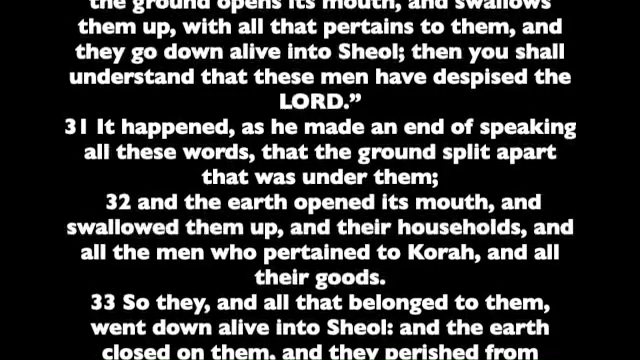 the ground opens its mouth, and swallows
them up, with all that pertains to them, and
they go down alive into Sheol; then you shall
understand that these men have despised the
LORD.”
31 It happened, as he made an end of speaking
all these words, that the ground split apart
that was under them;
32 and the earth opened its mouth, and
swallowed them up, and their households, and
all the men who pertained to Korah, and all
their goods.
33 So they, and all that belonged to them,
went down alive into Sheol: and the earth
closed on them, and they perished from